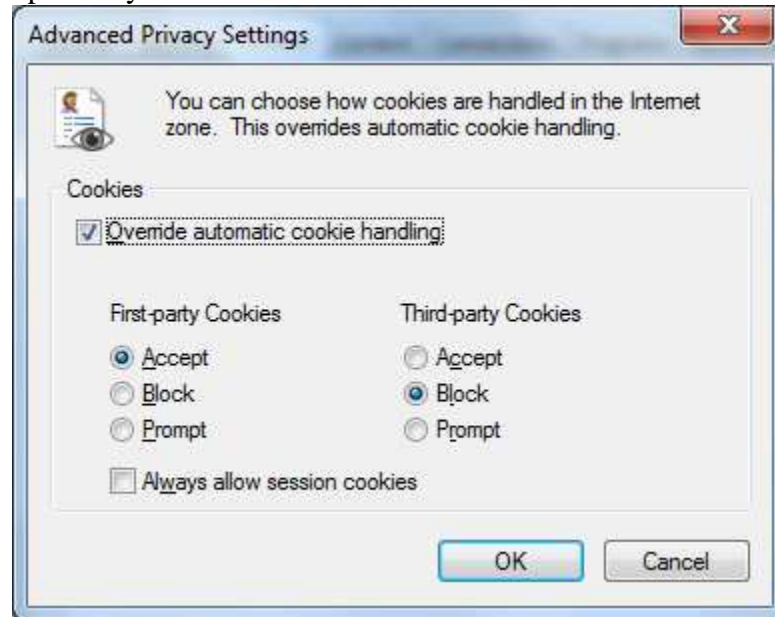 Advanced Privacy Settings
You can choose how cookies are handled in the Internet
zone. This overrides automatic cookie handling.
Cookies
Override automatic cookie handling
First-party Cookies Third-party Cookies
Accept Accept
Block Block
Prompt Prompt
Always allow session cookies
OK Cancel